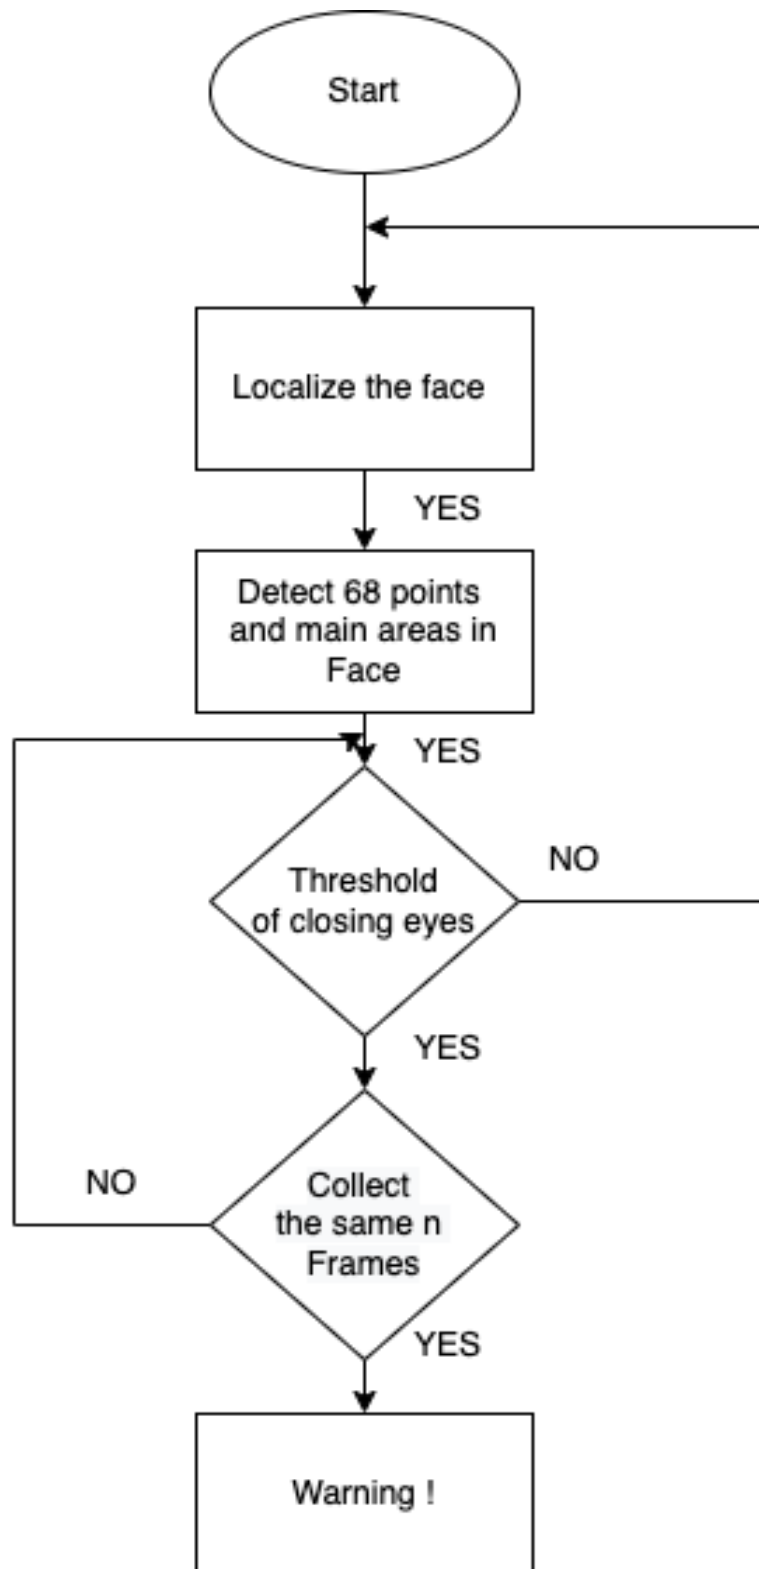 Start
Localize the face
YES
Detect 68 points
and main areas in
Face
YES
NO
Threshold
of closing eyes
YES
NO
Collect
the same n
Frames
YES
Warning !